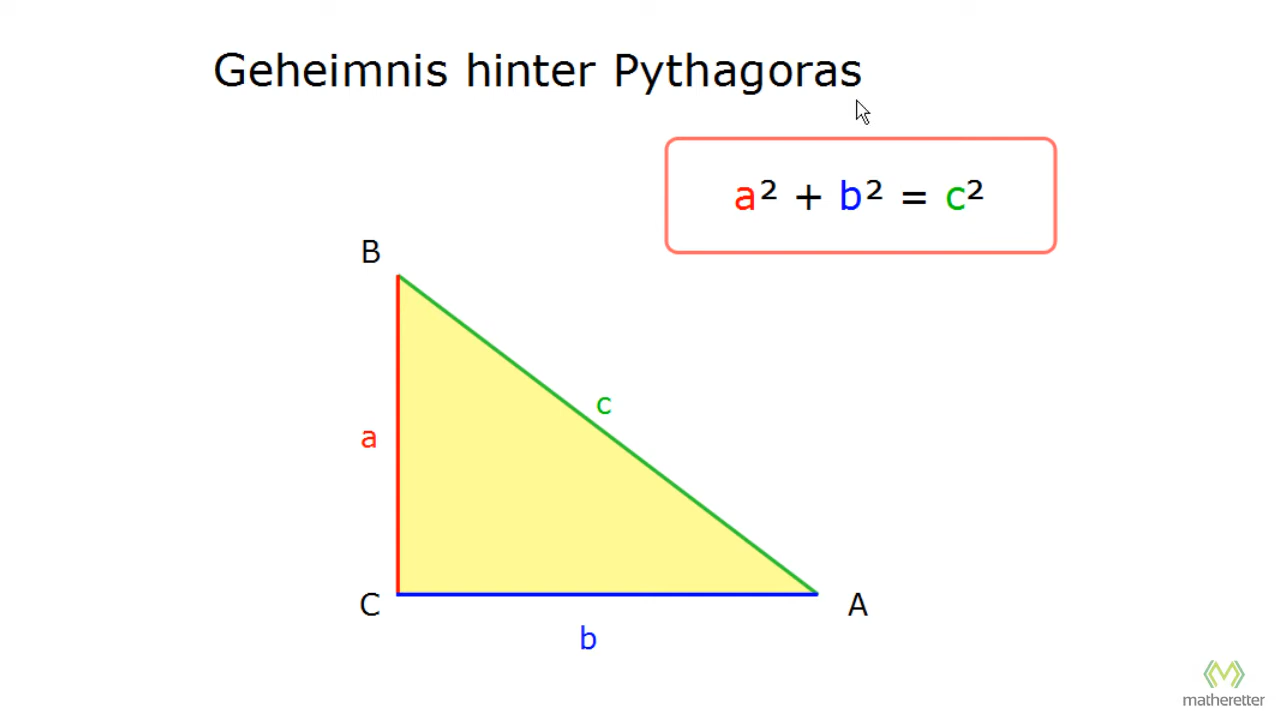 Geheimnis hinter Pythagoras
a² + b² = c²
B
c
a
C
A
b
matheretter